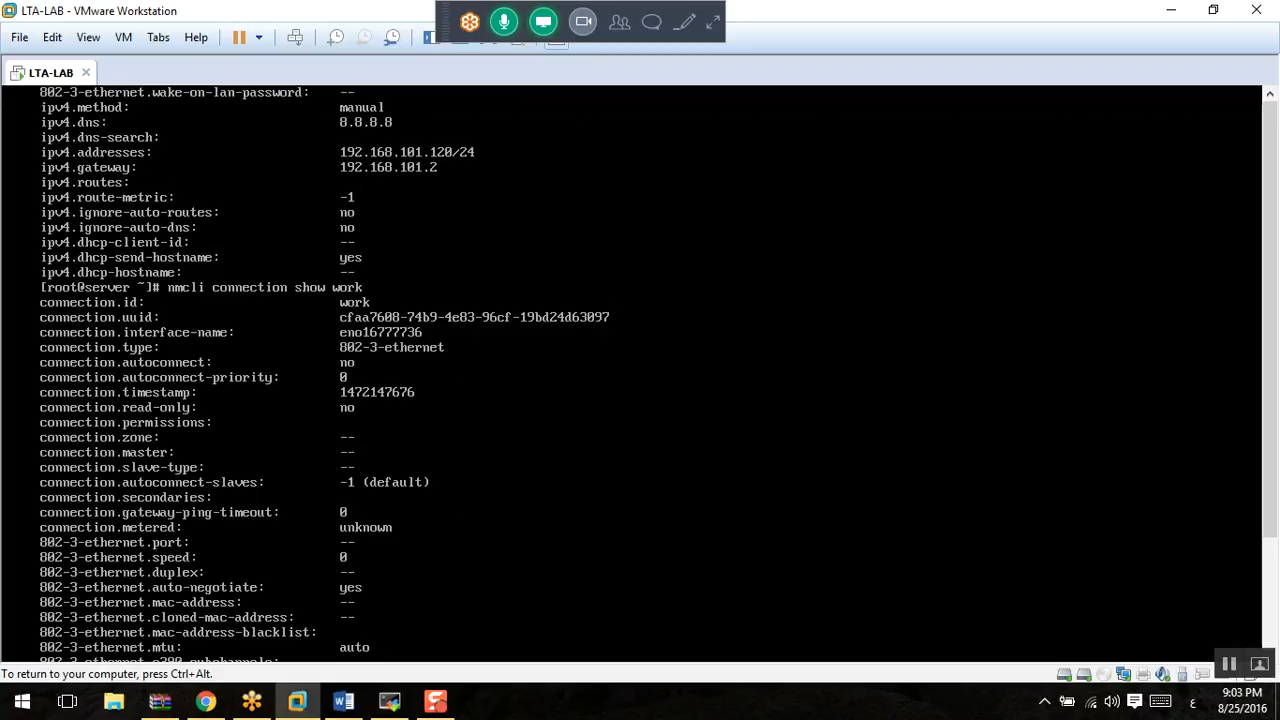 LTA-LAB - VMware Workstation
File Edit View VM Tabs Help
LTA-LAB
802-3-ethernet.wake-on-lan-password: --
ipv4.method: manual
ipv4.dns: 8.8.8.8
ipv4.dns-search:
ipv4.addresses: 192.168.101.120/24
ipv4.gateway: 192.168.101.2
ipv4.routes:
ipv4.route-metric: -1
ipv4.ignore-auto-routes: no
ipv4.ignore-auto-dns: no
ipv4.dhcp-client-id: --
ipv4.dhcp-send-hostname: yes
ipv4.dhcp-hostname: --
[root@server ~]# nmcli connection show work
connection.id: work
connection.uuid: cfaa7608-74b9-4e83-96cf-19bd24d63097
connection.interface-name: eno16777736
connection.type: 802-3-ethernet
connection.autoconnect: no
connection.autoconnect-priority: 0
connection.timestamp: 1472147676
connection.read-only: no
connection.permissions:
connection.zone: --
connection.master: --
connection.slave-type: --
connection.autoconnect-slaves: -1 (default)
connection.secondaries:
connection.gateway-ping-timeout: 0
connection.metered: unknown
802-3-ethernet.port: --
802-3-ethernet.speed: 0
802-3-ethernet.duplex: --
802-3-ethernet.auto-negotiate: yes
802-3-ethernet.mac-address: --
802-3-ethernet.cloned-mac-address: --
802-3-ethernet.mac-address-blacklist:
802-3-ethernet.mtu: auto
802-3-ethernet.s390-subchannels:
To return to your computer, press Ctrl+Alt.
ع
9:03 PM
8/25/2016